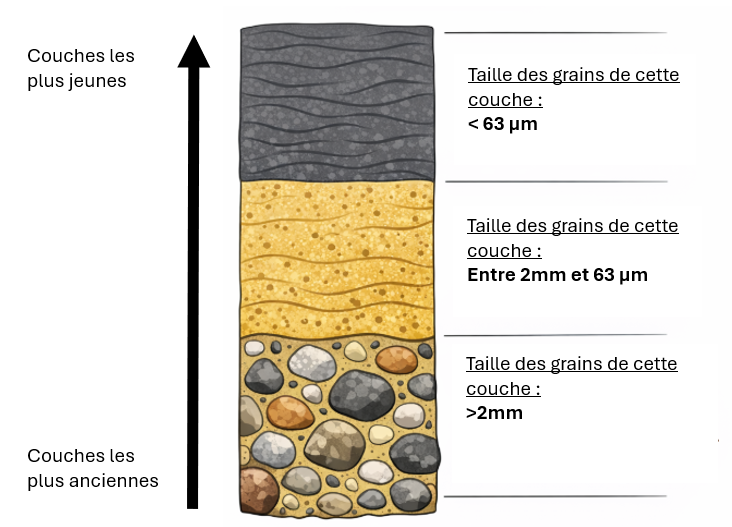 Couches les
plus jeunes
Taille des grains de cette
couche :
< 63 µm
Taille des grains de cette
couche :
Entre 2mm et 63 µm
Taille des grains de cette
couche :
>2mm
Couches les
plus anciennes